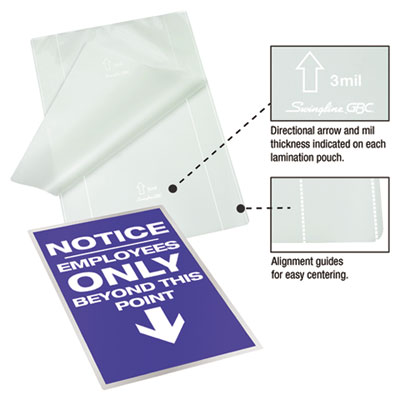 3mil
Swingline GBC
Directional arrow and mil
thickness indicated on each
lamination pouch.
3mil
Alignment guides
for easy centering.
NOTICE
EMPLOYEES
ONLY
BEYOND THIS
POINT